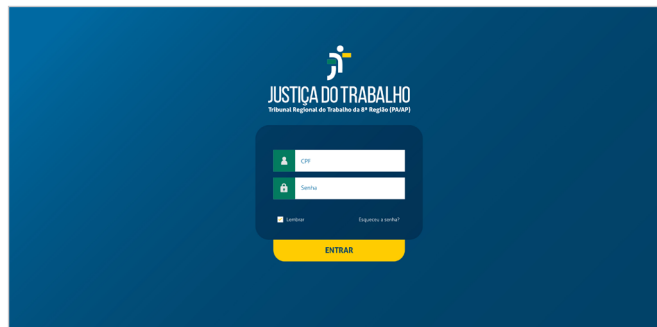 JUSTIÇA DO TRABALHO
Tribunal Regional do Trabalho da 8ª Região (PA/AP)
CPF
Senha
Lembrar
Esqueceu a senha?
ENTRAR